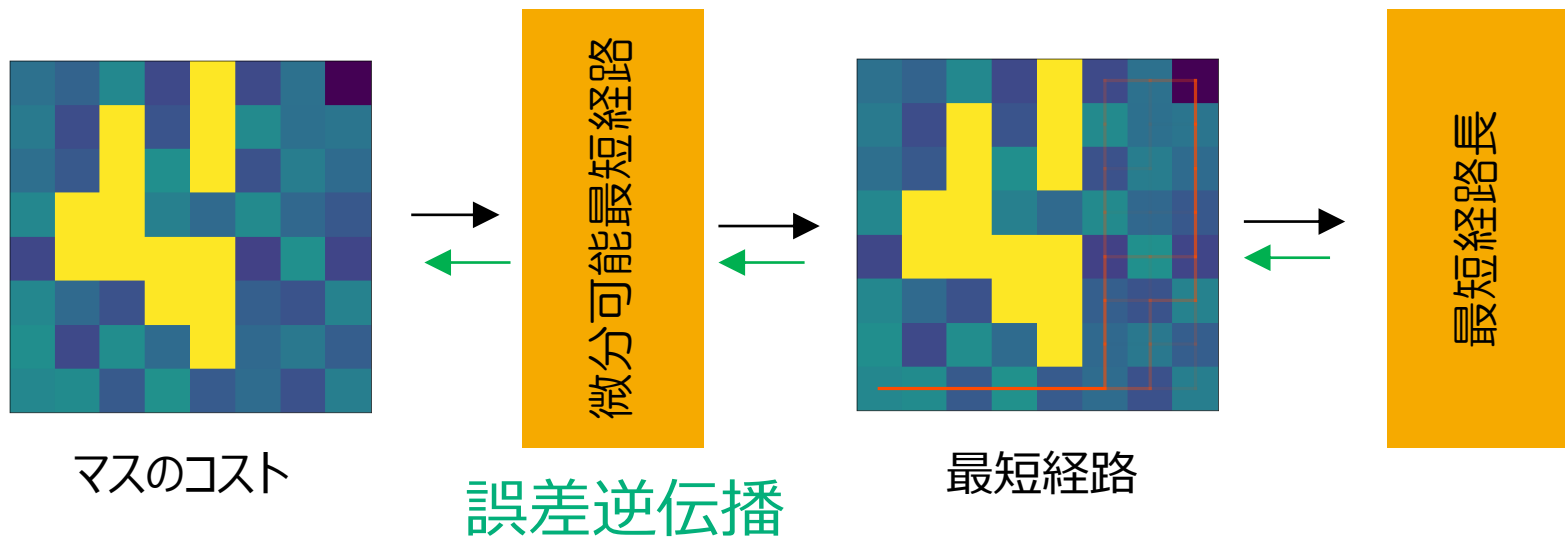 微分可能最短経路
最短経路長
マスのコスト
最短経路
誤差逆伝播